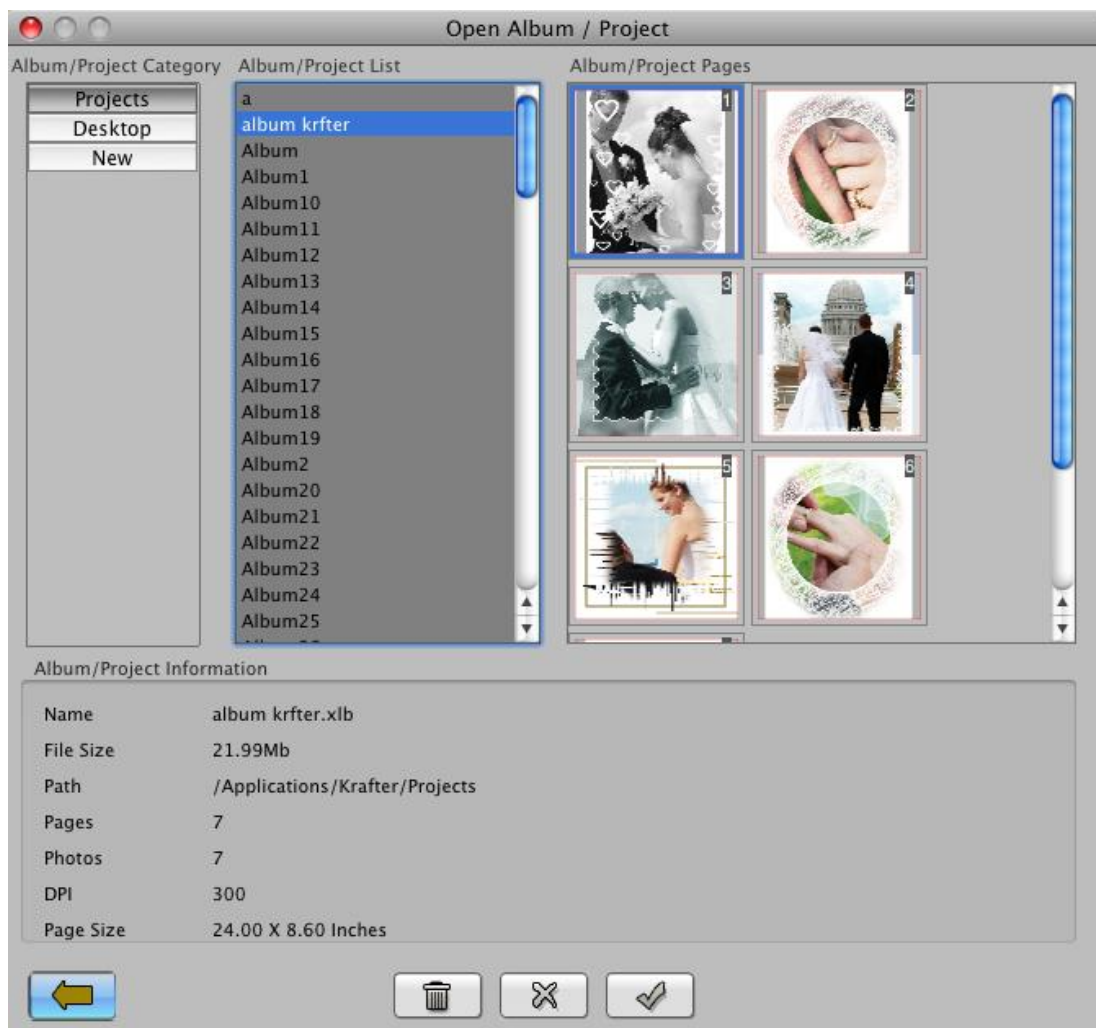 Open Album / Project
Album/Project Category
Album/Project List
Album/Project Pages
Projects
Desktop
New
a
album krfter
Album
Album1
Album10
Album11
Album12
Album13
Album14
Album15
Album16
Album17
Album18
Album19
Album2
Album20
Album21
Album22
Album23
Album24
Album25
1
2
3
4
5
6
Album/Project Information
Name album krfter.xlb
File Size 21.99Mb
Path /Applications/Krafter/Projects
Pages 7
Photos 7
DPI 300
Page Size 24.00 X 8.60 Inches